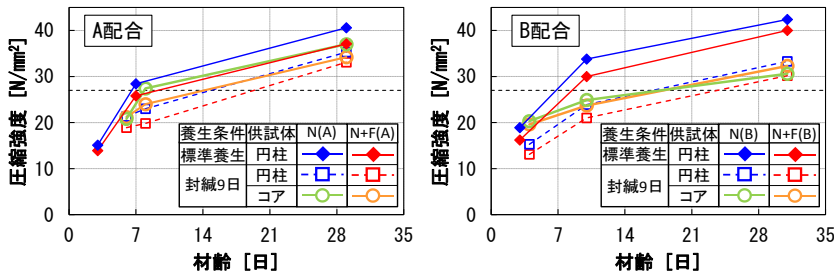 A配合
圧縮強度 [N/mm²]
40
30
20
10
0
0 7 14 21 28 35
材齢 [日]
養生条件 供試体 N(A) N+F(A)
標準養生 円柱
封緘9日 円柱
コア
B配合
圧縮強度 [N/mm²]
40
30
20
10
0
0 7 14 21 28 35
材齢 [日]
養生条件 供試体 N(B) N+F(B)
標準養生 円柱
封緘9日 円柱
コア